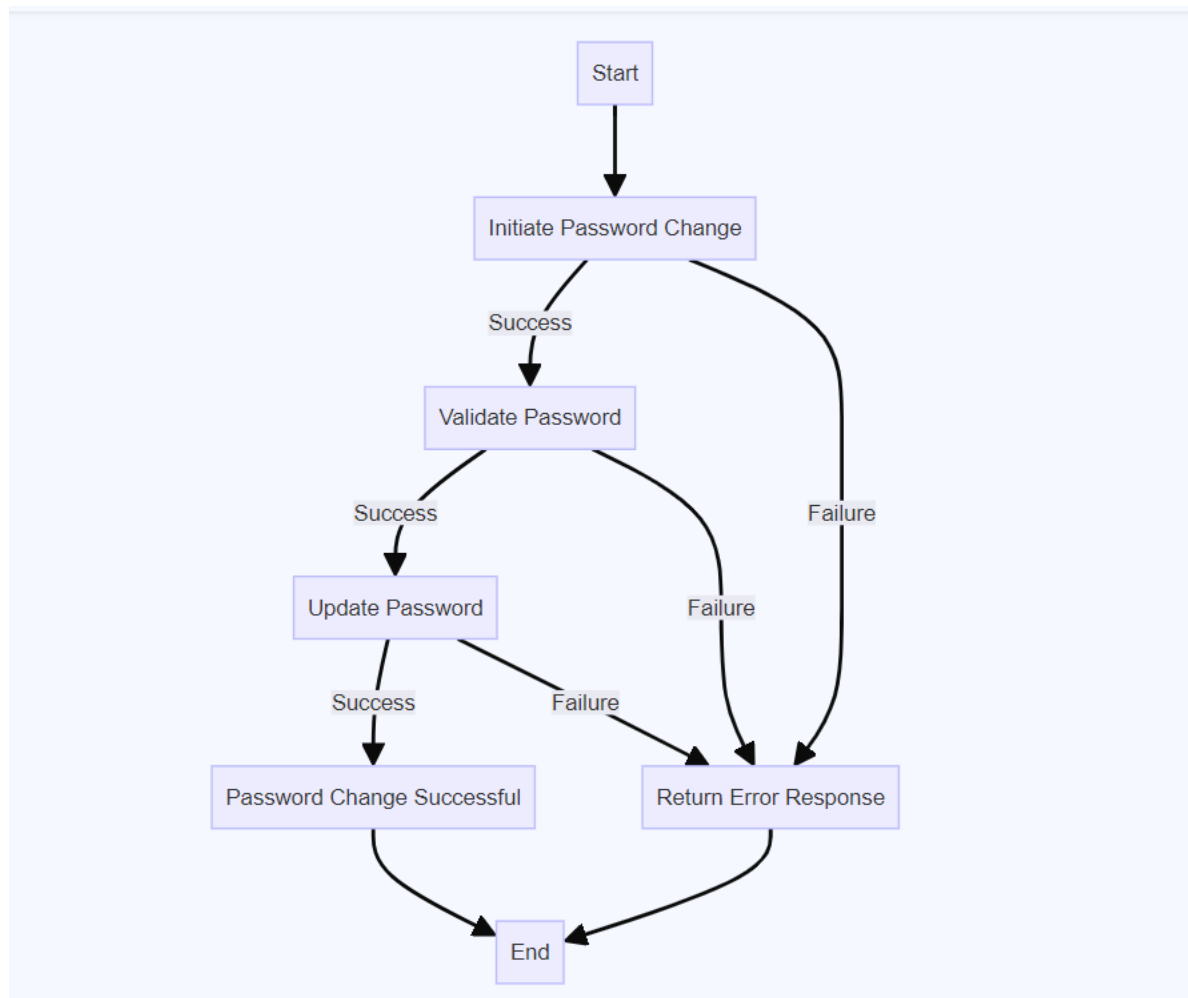 Start
Initiate Password Change
Success
Validate Password
Success
Failure
Update Password
Failure
Success
Failure
Password Change Successful
Return Error Response
End